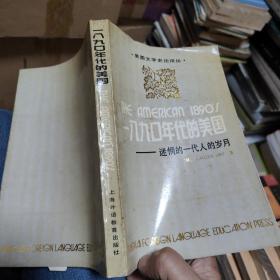 一八九〇年代的美国
上海外语教育出版社
美国文学史论译丛
THE AMERICAN 1890s
一八九〇年代的美国
——迷惘的一代人的岁月
FOREIGN LANGUAGE EDUCATION PRESS